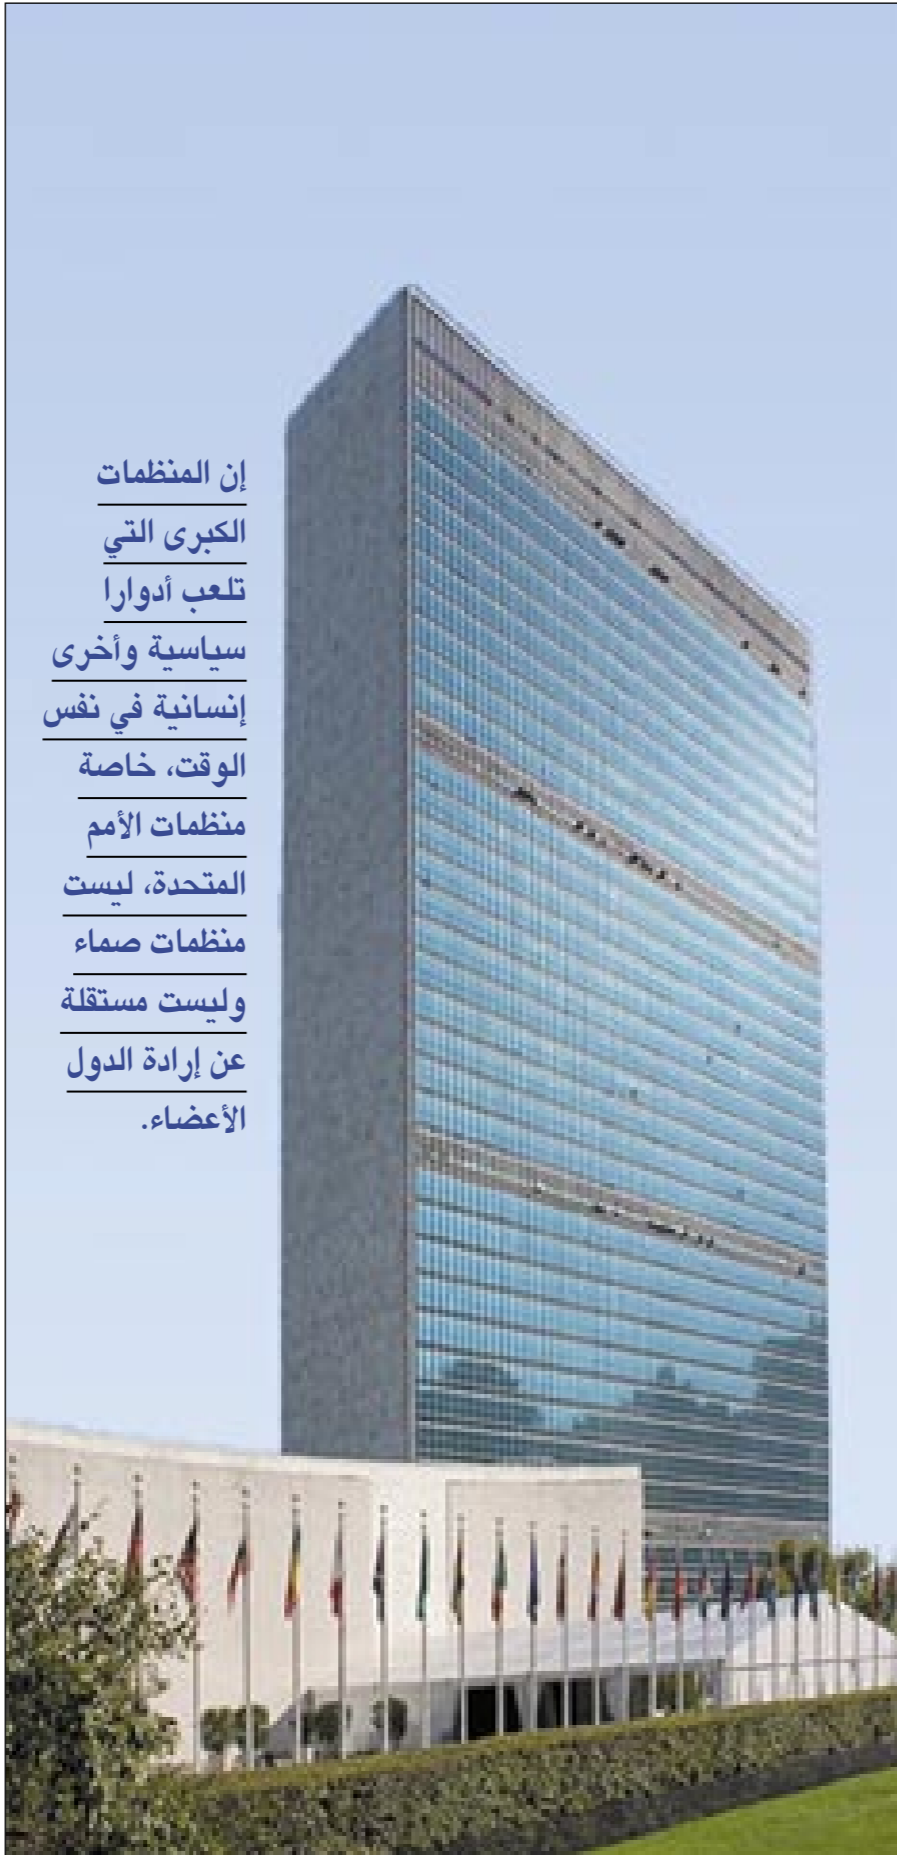 إن المنظمات
الكبرى التي
تلعب أدوارا
سياسية وأخرى
إنسانية في نفس
الوقت، خاصة
منظمات الأمم
المتحدة، ليست
منظمات صماء
وليست مستقلة
عن إرادة الدول
الأعضاء.